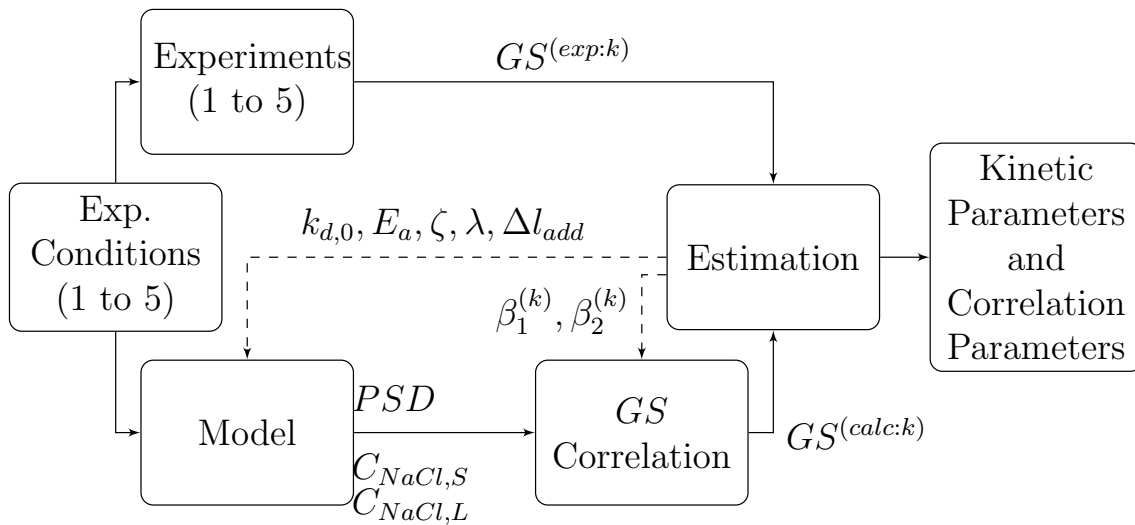 Experiments
(1 to 5)
GS^{(exp:k)}
Exp.
Conditions
(1 to 5)
k_{d,0}, E_a, ζ, λ, Δl_{add}
β_1^{(k)}, β_2^{(k)}
Estimation
Kinetic
Parameters
and
Correlation
Parameters
Model
PSD
C_{NaCl,S}
C_{NaCl,L}
GS
Correlation
GS^{(calc:k)}